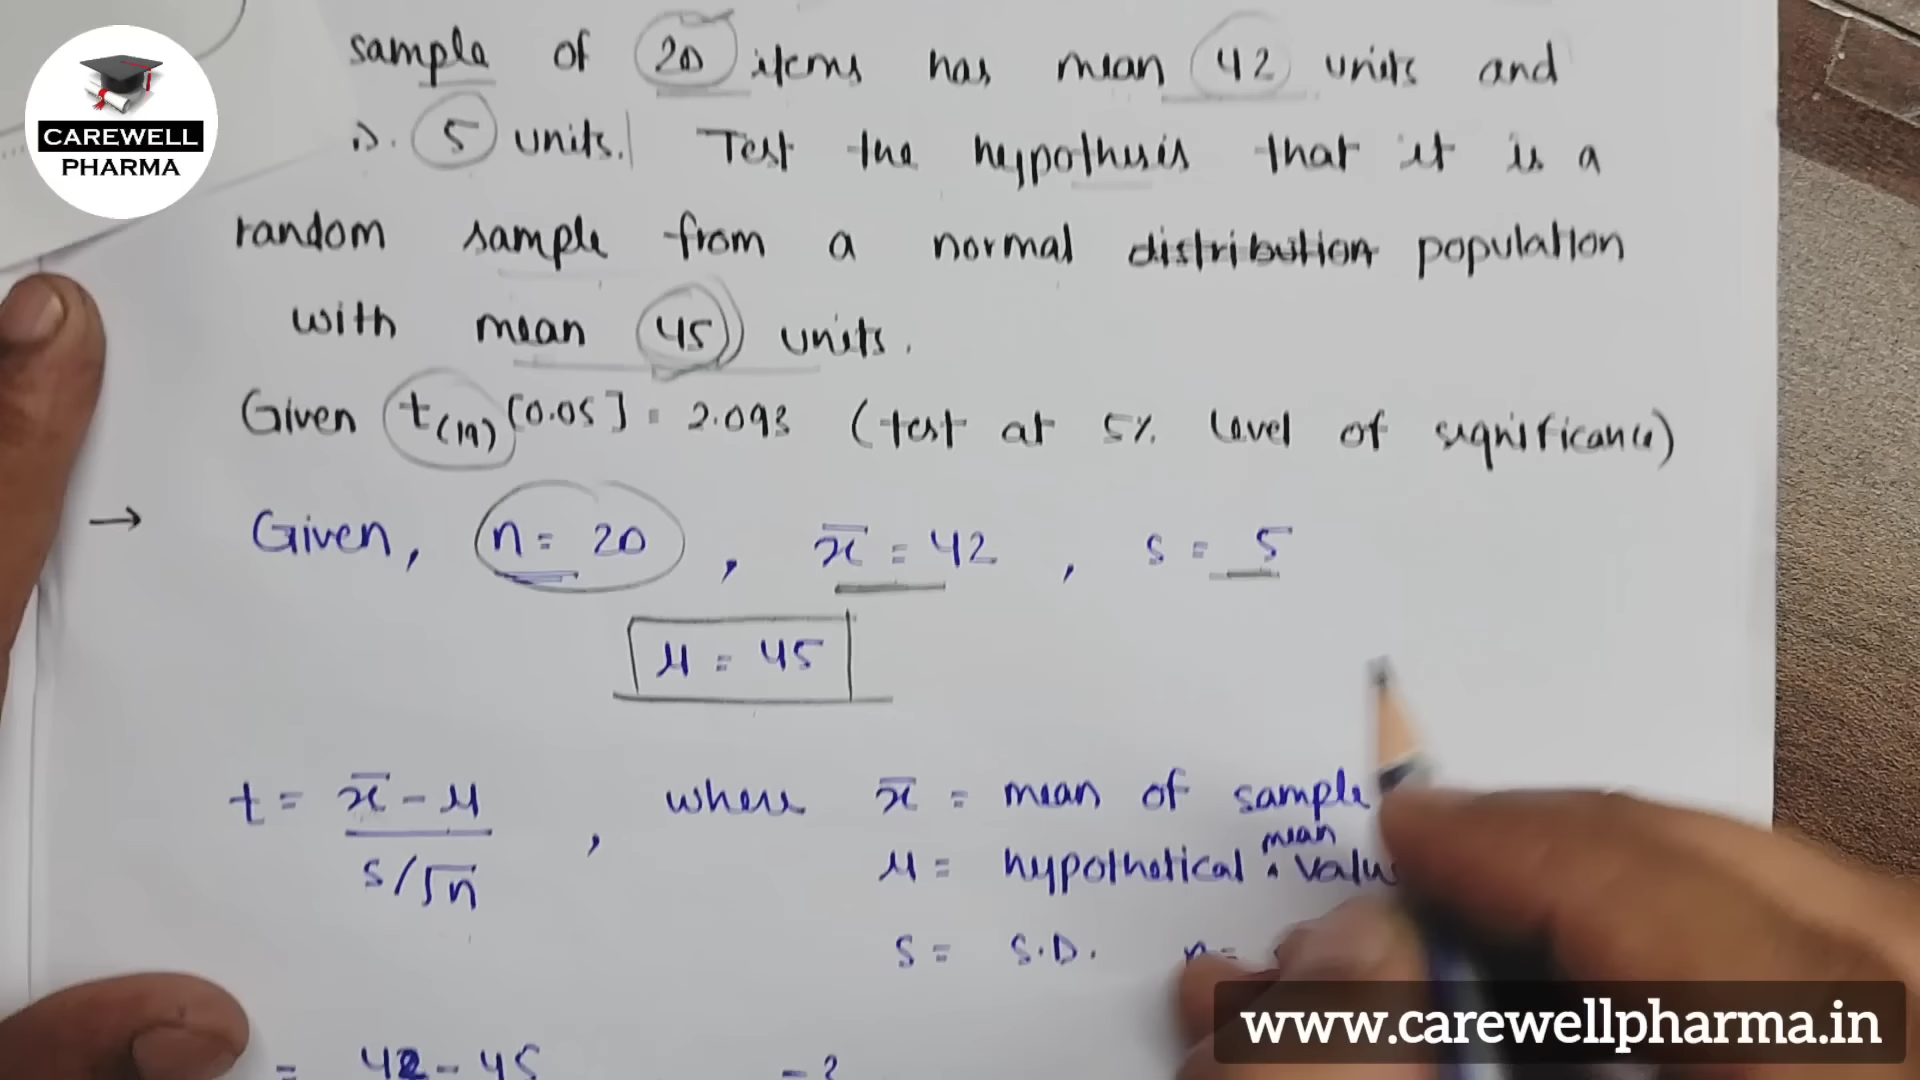 CAREWELL
PHARMA
sample of 20 items has mean 42 units and
5 units. Test the hypothesis that it is a
random sample from a normal distribution population
with mean 45 units.
Given t(19) [0.05] = 2.093 (test at 5% level of significance)
→ Given, n = 20 , x̄ = 42 , s = 5
μ = 45
t = x̄ - μ / s/√n , where x̄ = mean of sample
mean
μ = hypothetical value
s = S.D. n =
= 42 - 45
www.carewellpharma.in